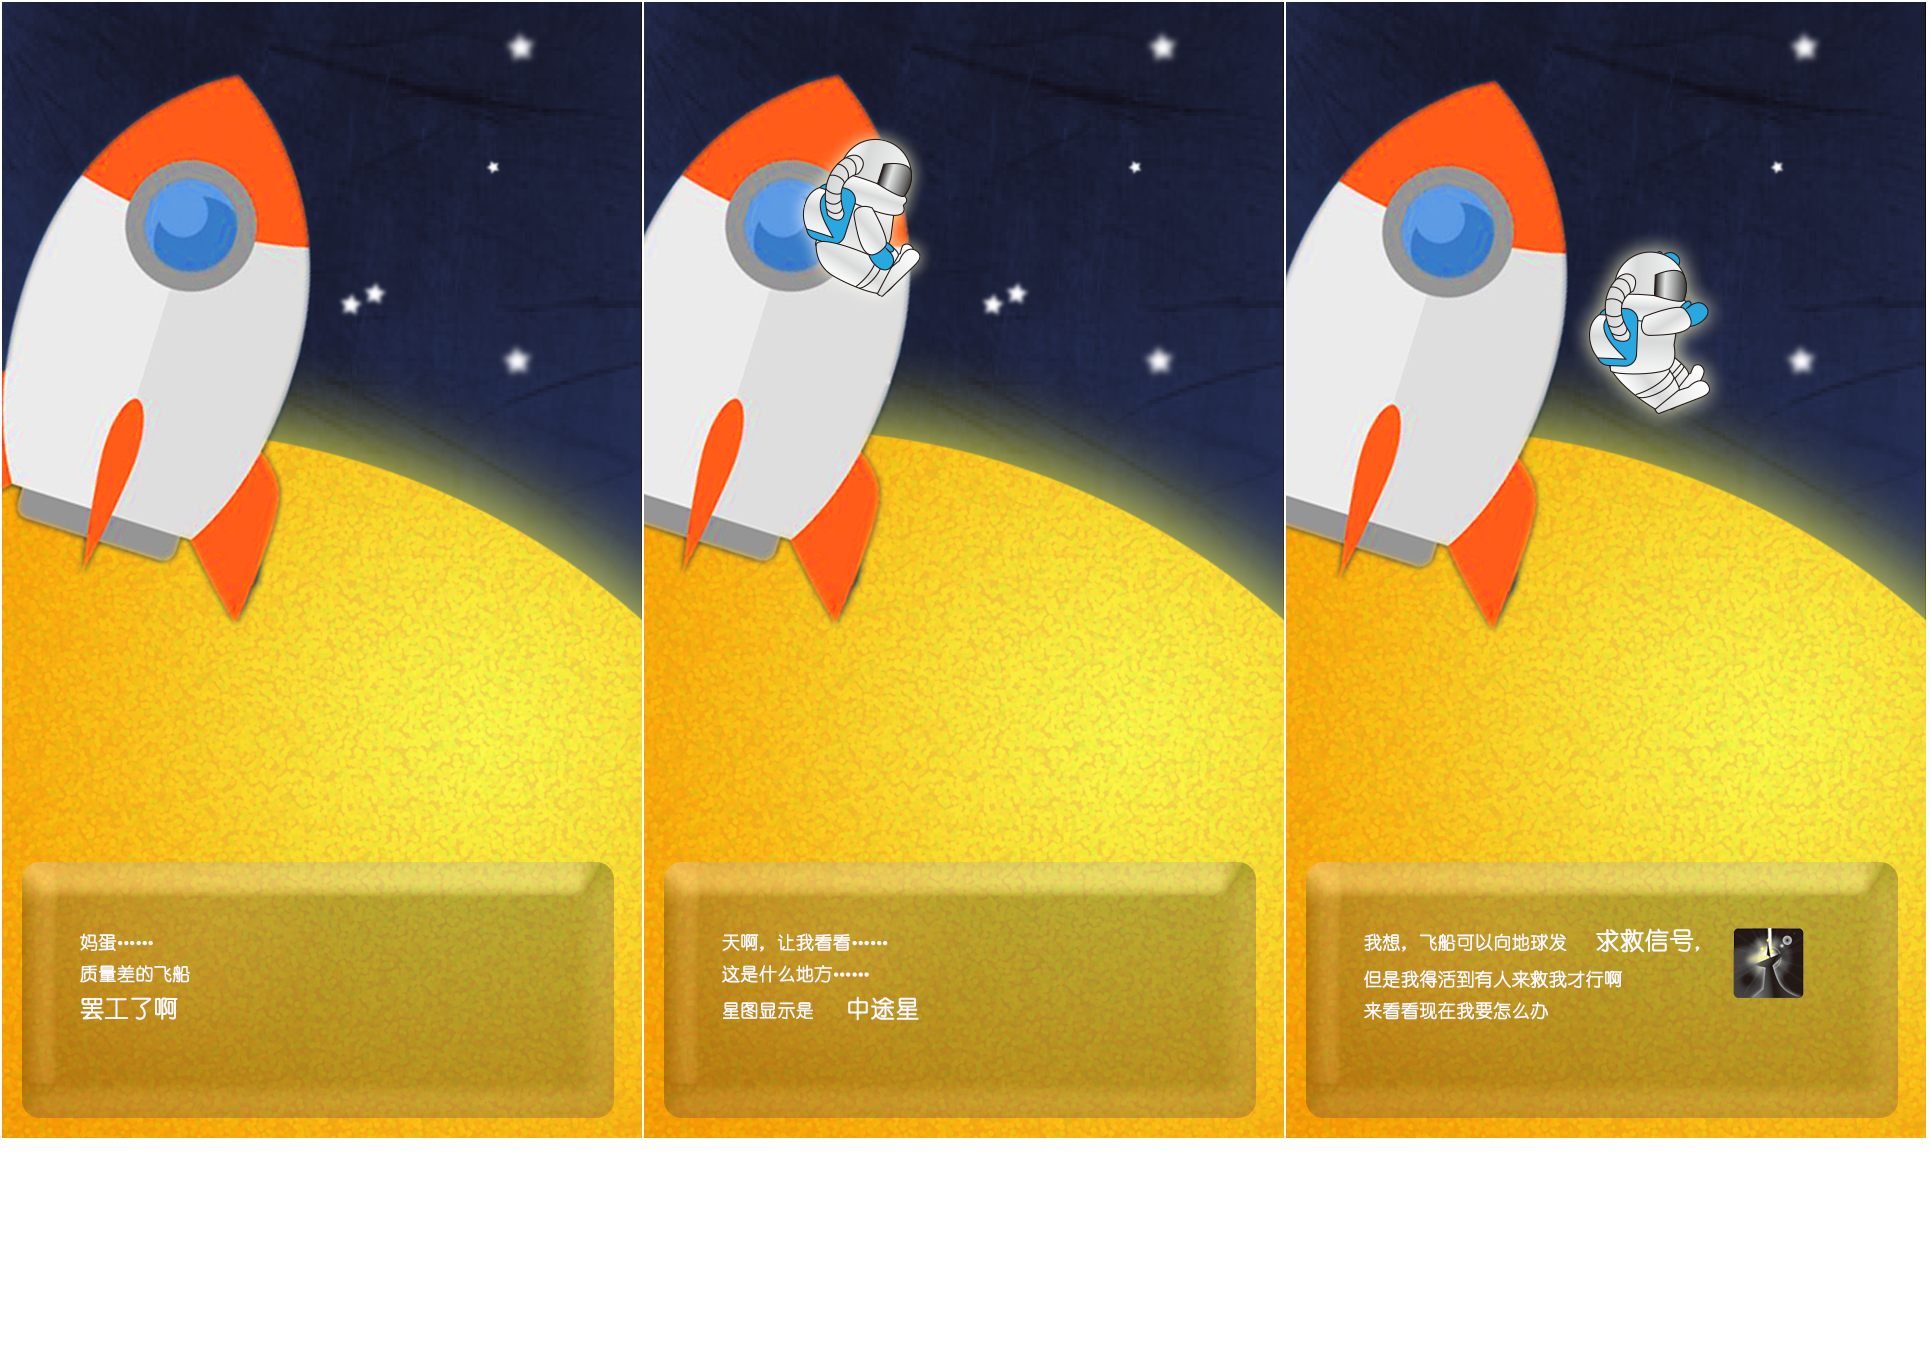 妈蛋······
质量差的飞船
罢工了啊
天啊，让我看看······
这是什么地方······
星图显示是 中途星
我想，飞船可以向地球发 求救信号，
但是我得活到有人来救我才行啊
来看看现在我要怎么办